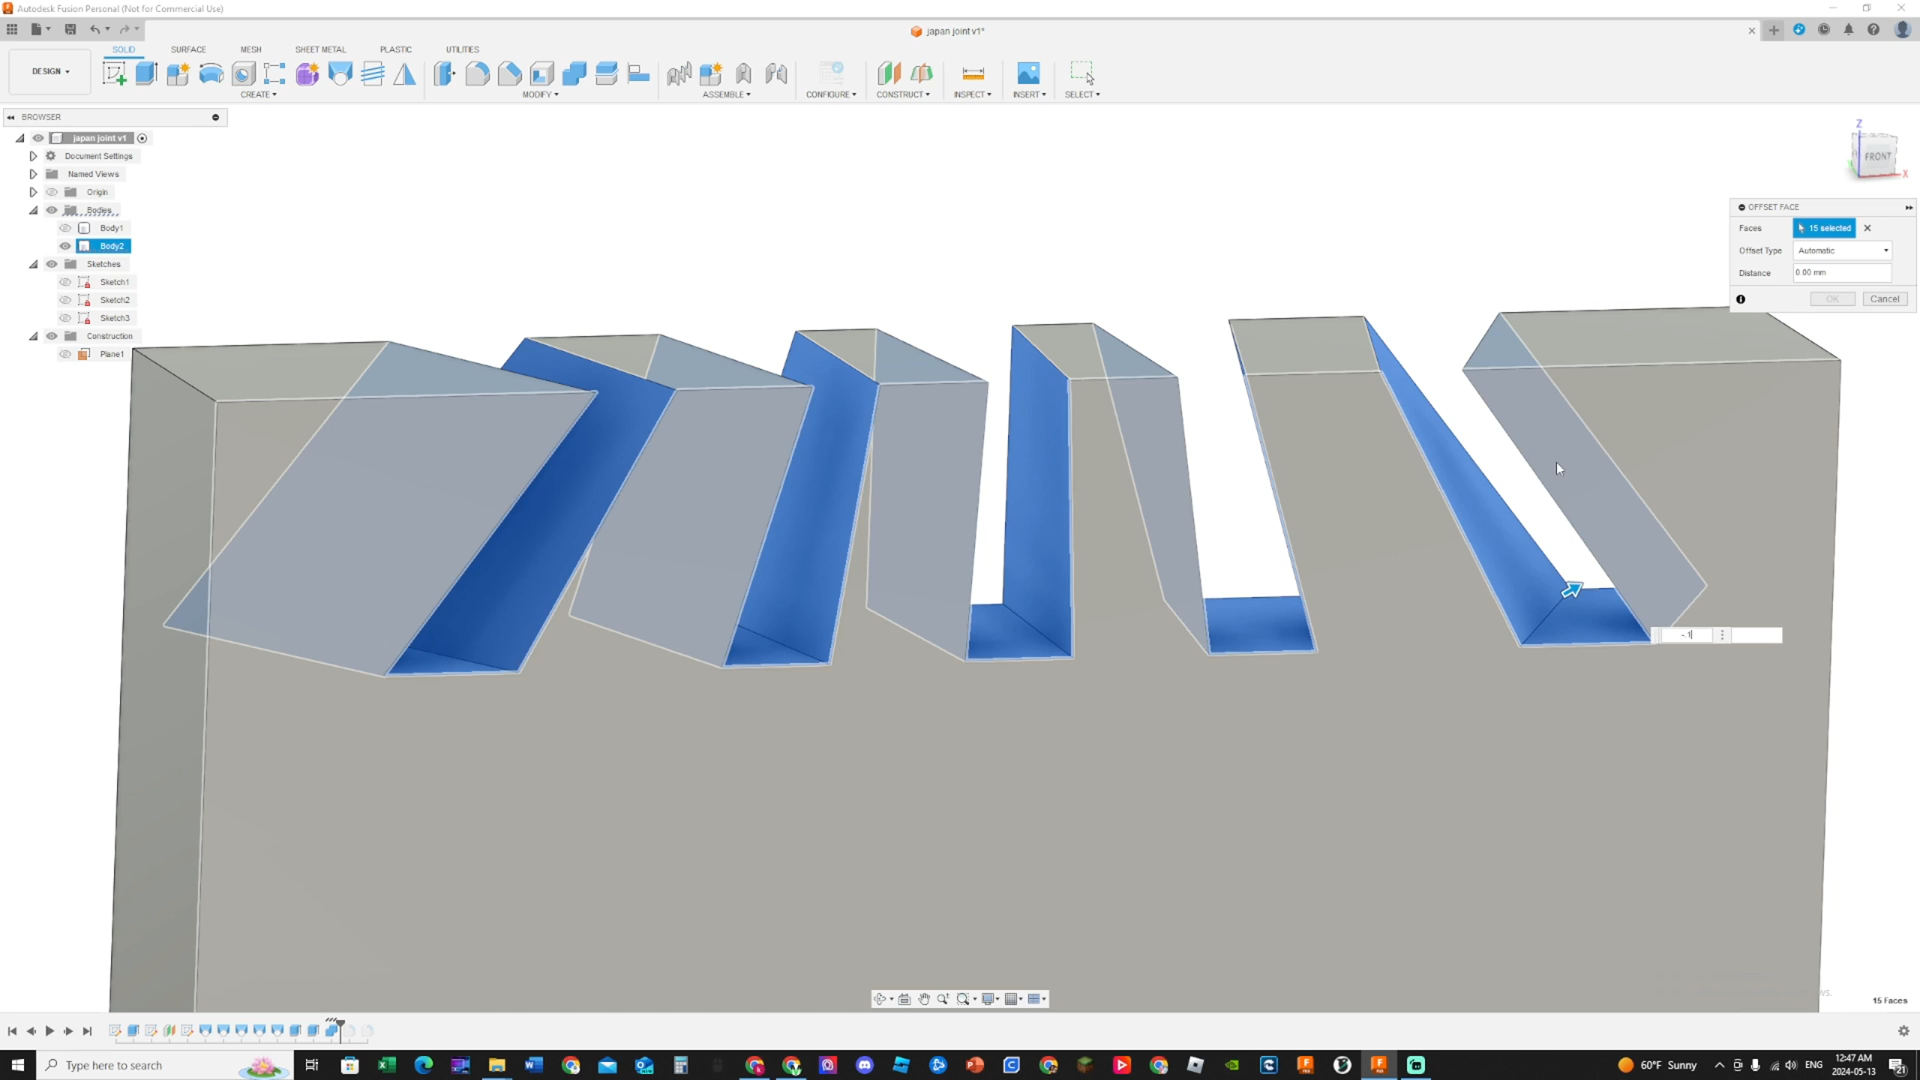 Autodesk Fusion Personal (Not for Commercial Use)
japan joint v1*
SOLID SURFACE MESH SHEET METAL PLASTIC UTILITIES
DESIGN
CREATE MODIFY ASSEMBLE CONFIGURE CONSTRUCT INSPECT INSERT SELECT
BROWSER
japan joint v1
Document Settings
Named Views
Origin
Bodies
Body1
Body2
Sketches
Sketch1
Sketch2
Sketch3
Construction
Plane1
Z
FRONT
X
OFFSET FACE
Faces 15 selected
Offset Type Automatic
Distance 0.00 mm
OK Cancel
-.1
15 Faces
Type here to search
60°F Sunny
ENG
12:47 AM
2024-05-13
21